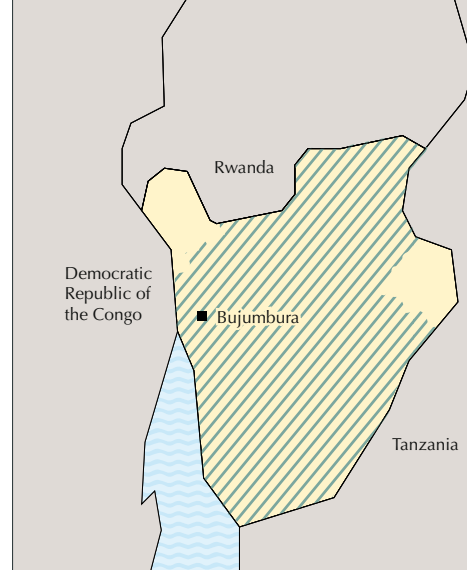 Rwanda
Democratic
Republic of
the Congo
Bujumbura
Tanzania